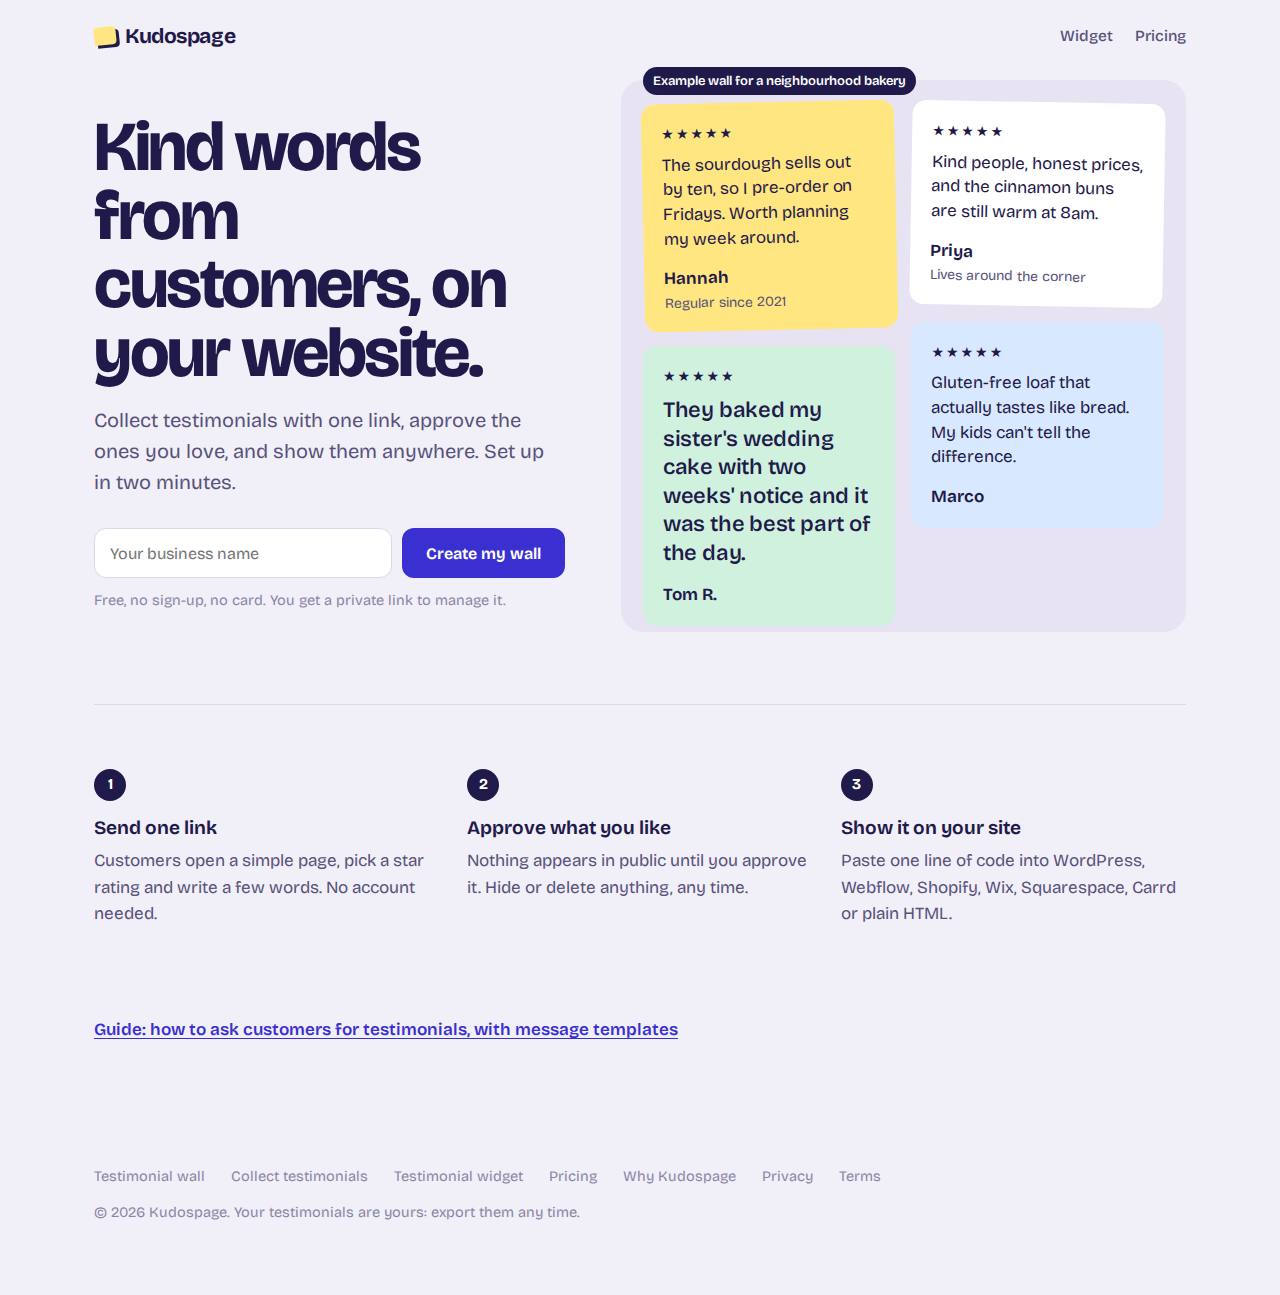 Kudospage
Widget
Pricing
Kind words
from
customers, on
your website.
Collect testimonials with one link, approve the
ones you love, and show them anywhere. Set up
in two minutes.
Your business name
Create my wall
Free, no sign-up, no card. You get a private link to manage it.
Example wall for a neighbourhood bakery
★★★★★
The sourdough sells out
by ten, so I pre-order on
Fridays. Worth planning
my week around.
Hannah
Regular since 2021
★★★★★
They baked my
sister's wedding
cake with two
weeks' notice and it
was the best part of
the day.
Tom R.
★★★★★
Kind people, honest prices,
and the cinnamon buns
are still warm at 8am.
Priya
Lives around the corner
★★★★★
Gluten-free loaf that
actually tastes like bread.
My kids can't tell the
difference.
Marco
1
Send one link
Customers open a simple page, pick a star
rating and write a few words. No account
needed.
2
Approve what you like
Nothing appears in public until you approve
it. Hide or delete anything, any time.
3
Show it on your site
Paste one line of code into WordPress,
Webflow, Shopify, Wix, Squarespace, Carrd
or plain HTML.
Guide: how to ask customers for testimonials, with message templates
Testimonial wall
Collect testimonials
Testimonial widget
Pricing
Why Kudospage
Privacy
Terms
© 2026 Kudospage. Your testimonials are yours: export them any time.